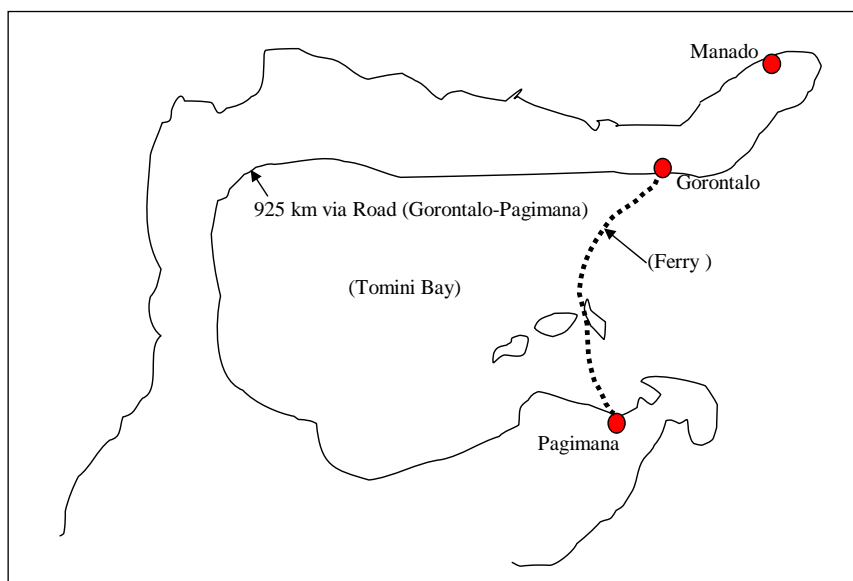 Manado
Gorontalo
925 km via Road (Gorontalo-Pagimana)
(Ferry )
(Tomini Bay)
Pagimana